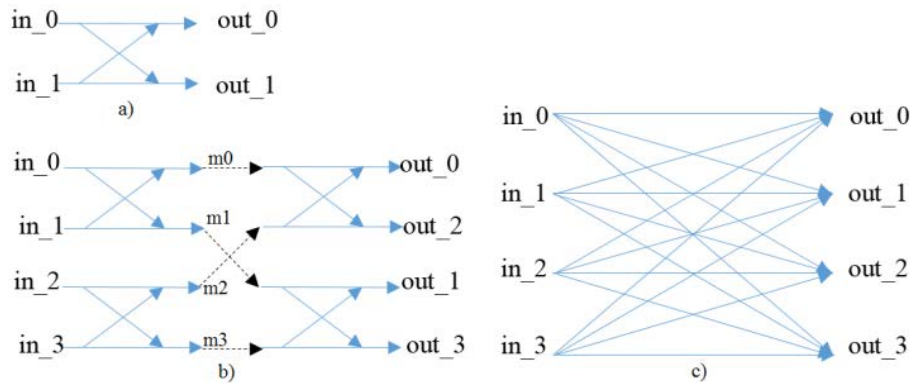 in_0 out_0
in_1 out_1
a)
in_0 m0 out_0
in_1 m1 out_2
in_2 m2 out_1
in_3 m3 out_3
b)
in_0 out_0
in_1 out_1
in_2 out_2
in_3 out_3
c)